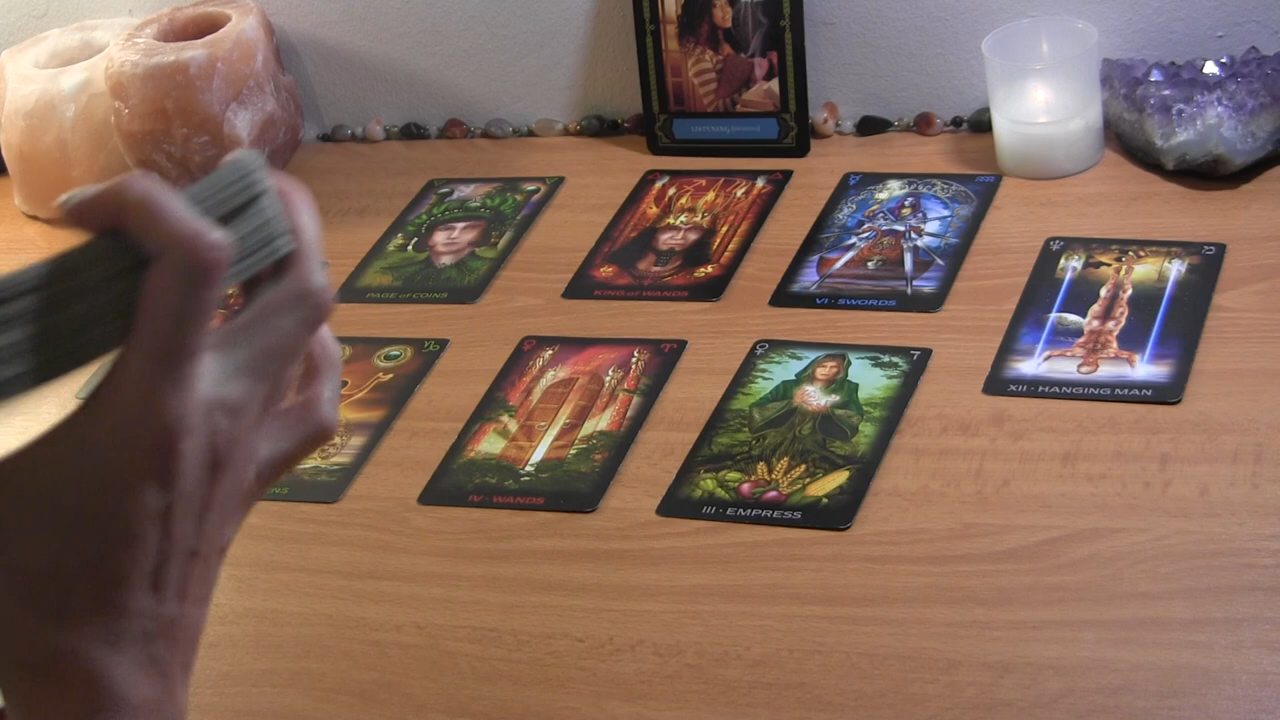 PAGE of COINS
KING of WANDS
VI · SWORDS
XII · HANGING MAN
IV · WANDS
III · EMPRESS